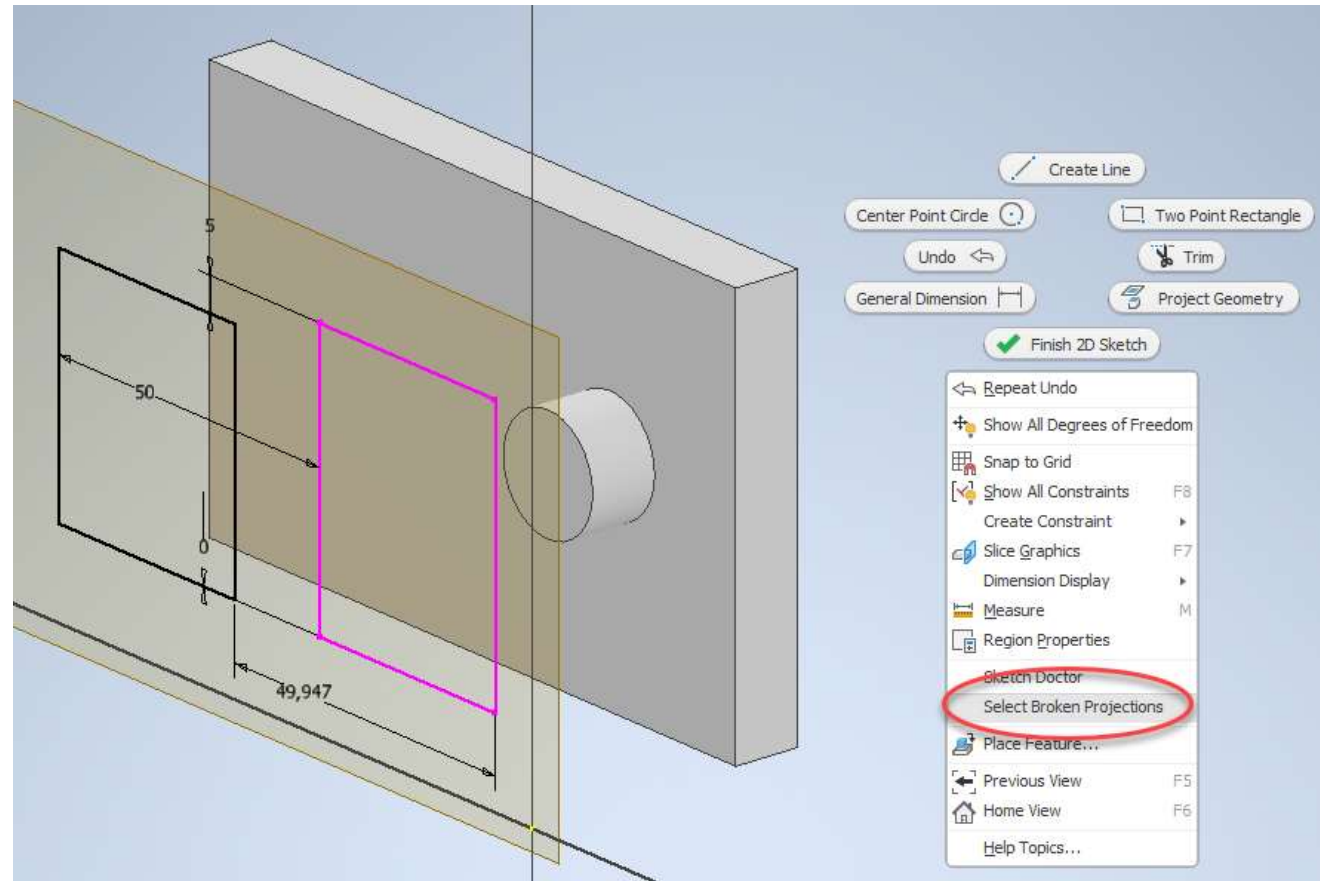 5
50
0
49,947
Create Line
Center Point Circle
Two Point Rectangle
Undo
Trim
General Dimension
Project Geometry
Finish 2D Sketch
Repeat Undo
Show All Degrees of Freedom
Snap to Grid
Show All Constraints F8
Create Constraint
Slice Graphics F7
Dimension Display
Measure M
Region Properties
Sketch Doctor
Select Broken Projections
Place Feature...
Previous View F5
Home View F6
Help Topics...